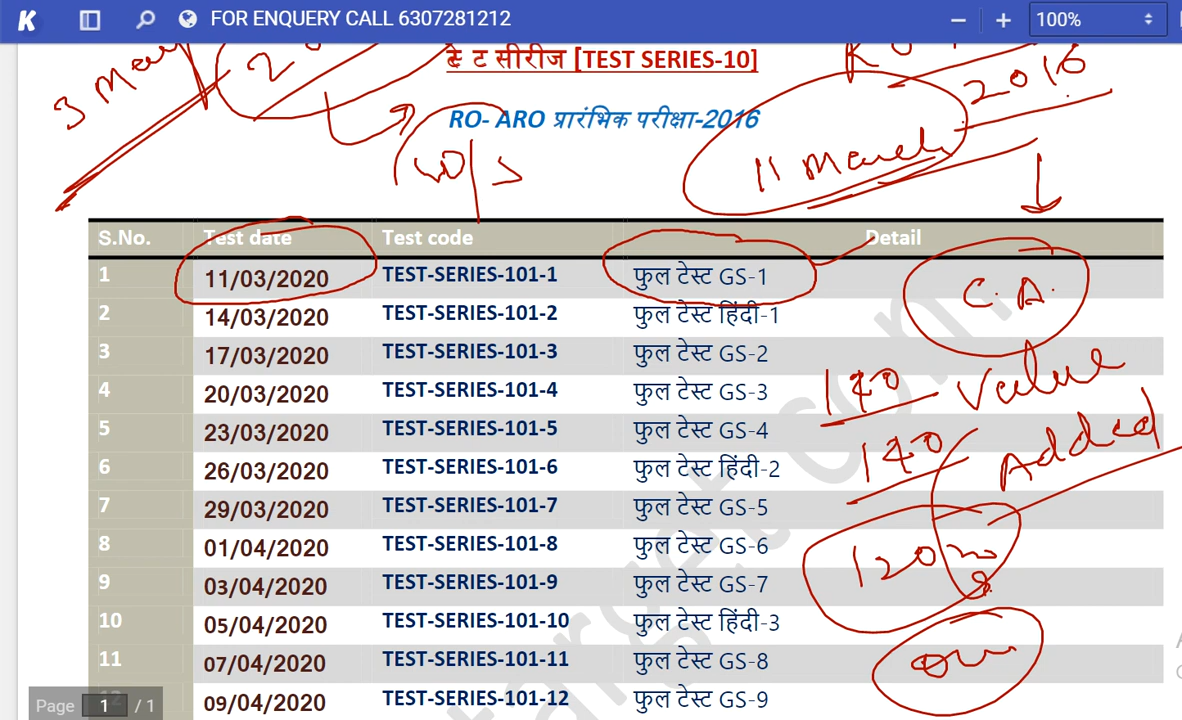 K FOR ENQUERY CALL 6307281212 100%
टेस्ट सीरीज [TEST SERIES-10]
3 May 2016
RO- ARO प्रारंभिक परीक्षा-2016
11 March
S.No. Test date Test code Detail
1 11/03/2020 TEST-SERIES-101-1 फुल टेस्ट GS-1
C.A.
2 14/03/2020 TEST-SERIES-101-2 फुल टेस्ट हिंदी-1
3 17/03/2020 TEST-SERIES-101-3 फुल टेस्ट GS-2
140 Value
4 20/03/2020 TEST-SERIES-101-4 फुल टेस्ट GS-3
5 23/03/2020 TEST-SERIES-101-5 फुल टेस्ट GS-4
140 Added
6 26/03/2020 TEST-SERIES-101-6 फुल टेस्ट हिंदी-2
7 29/03/2020 TEST-SERIES-101-7 फुल टेस्ट GS-5
8 01/04/2020 TEST-SERIES-101-8 फुल टेस्ट GS-6
120
9 03/04/2020 TEST-SERIES-101-9 फुल टेस्ट GS-7
10 05/04/2020 TEST-SERIES-101-10 फुल टेस्ट हिंदी-3
11 07/04/2020 TEST-SERIES-101-11 फुल टेस्ट GS-8
12 09/04/2020 TEST-SERIES-101-12 फुल टेस्ट GS-9
Page 1 / 1